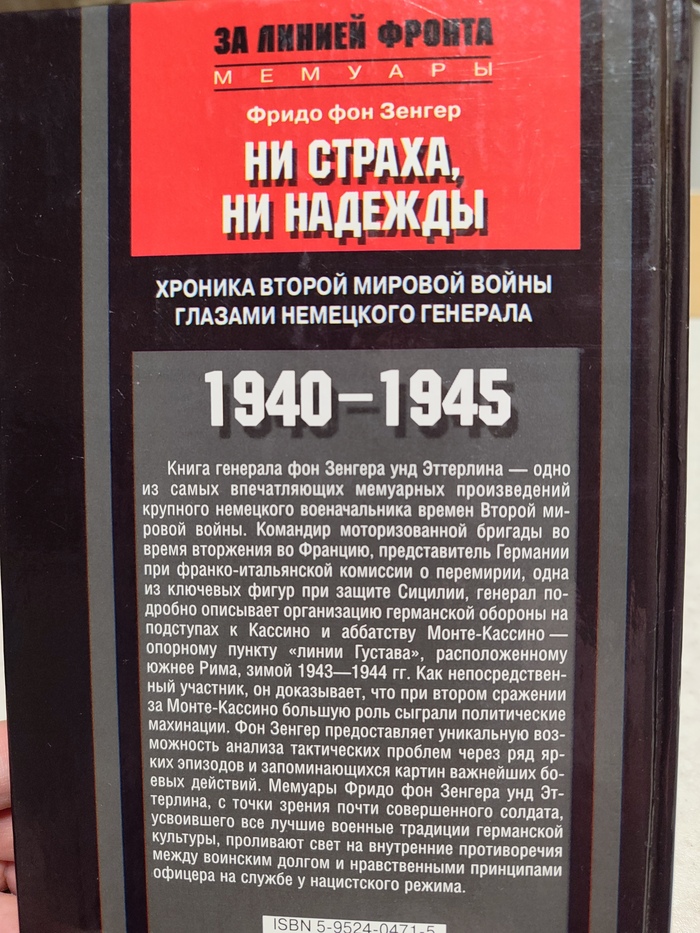 ЗА ЛИНИЕЙ ФРОНТА
МЕМУАРЫ
Фридо фон Зенгер
НИ СТРАХА,
НИ НАДЕЖДЫ
ХРОНИКА ВТОРОЙ МИРОВОЙ ВОЙНЫ
ГЛАЗАМИ НЕМЕЦКОГО ГЕНЕРАЛА
1940–1945
Книга генерала фон Зенгера унд Эттерлина — одно
из самых впечатляющих мемуарных произведений
крупного немецкого военачальника времен Второй ми-
ровой войны. Командир моторизованной бригады во
время вторжения во Францию, представитель Германии
при франко-итальянской комиссии о перемирии, одна
из ключевых фигур при защите Сицилии, генерал по-
дробно описывает организацию германской обороны на
подступах к Кассино и аббатству Монте-Кассино —
опорному пункту «линии Густава», расположенному
южнее Рима, зимой 1943—1944 гг. Как непосредствен-
ный участник, он доказывает, что при втором сражении
за Монте-Кассино большую роль сыграли политические
махинации. Фон Зенгер предоставляет уникальную воз-
можность анализа тактических проблем через ряд яр-
ких эпизодов и запоминающихся картин важнейших бо-
евых действий. Мемуары Фридо фон Зенгера унд Эт-
терлина, с точки зрения почти совершенного солдата,
усвоившего все лучшие военные традиции германской
культуры, проливают свет на внутренние противоречия
между воинским долгом и нравственными принципами
офицера на службе у нацистского режима.
ISBN 5-9524-0471-5